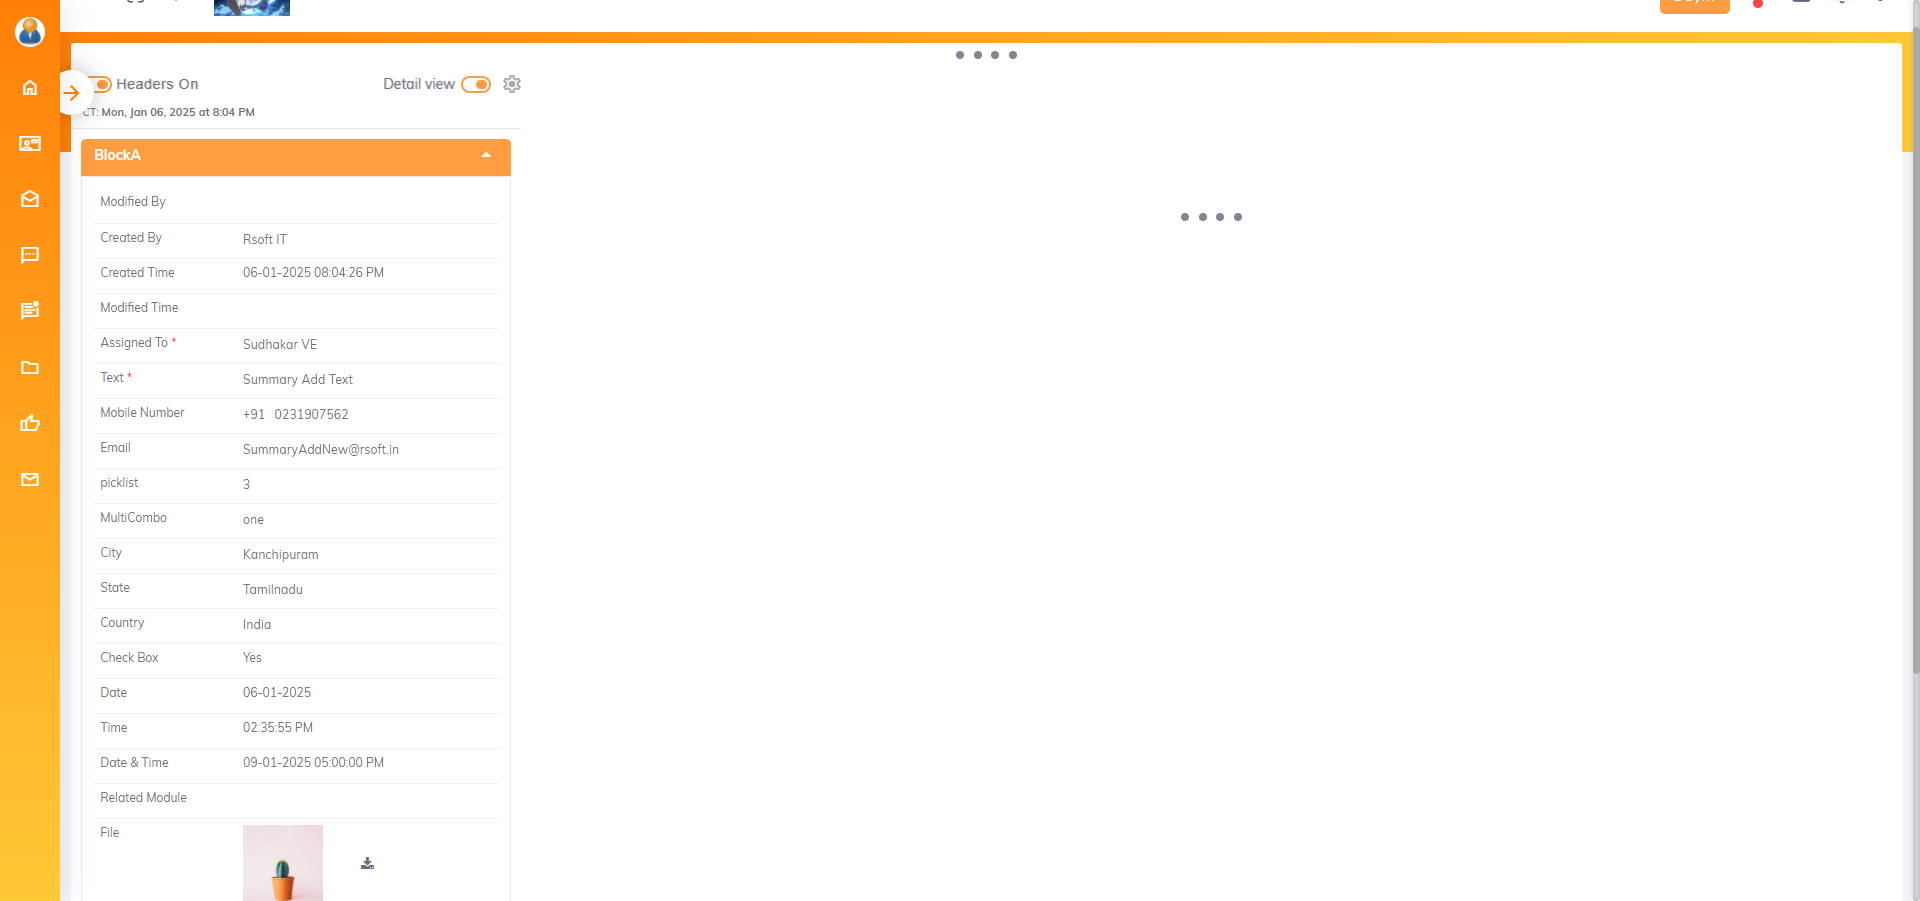 Headers On
Detail view
CT: Mon, Jan 06, 2025 at 8:04 PM
BlockA
Modified By
Created By Rsoft IT
Created Time 06-01-2025 08:04:26 PM
Modified Time
Assigned To * Sudhakar VE
Text * Summary Add Text
Mobile Number +91 0231907562
Email SummaryAddNew@rsoft.in
picklist 3
MultiCombo one
City Kanchipuram
State Tamilnadu
Country India
Check Box Yes
Date 06-01-2025
Time 02:35:55 PM
Date & Time 09-01-2025 05:00:00 PM
Related Module
File